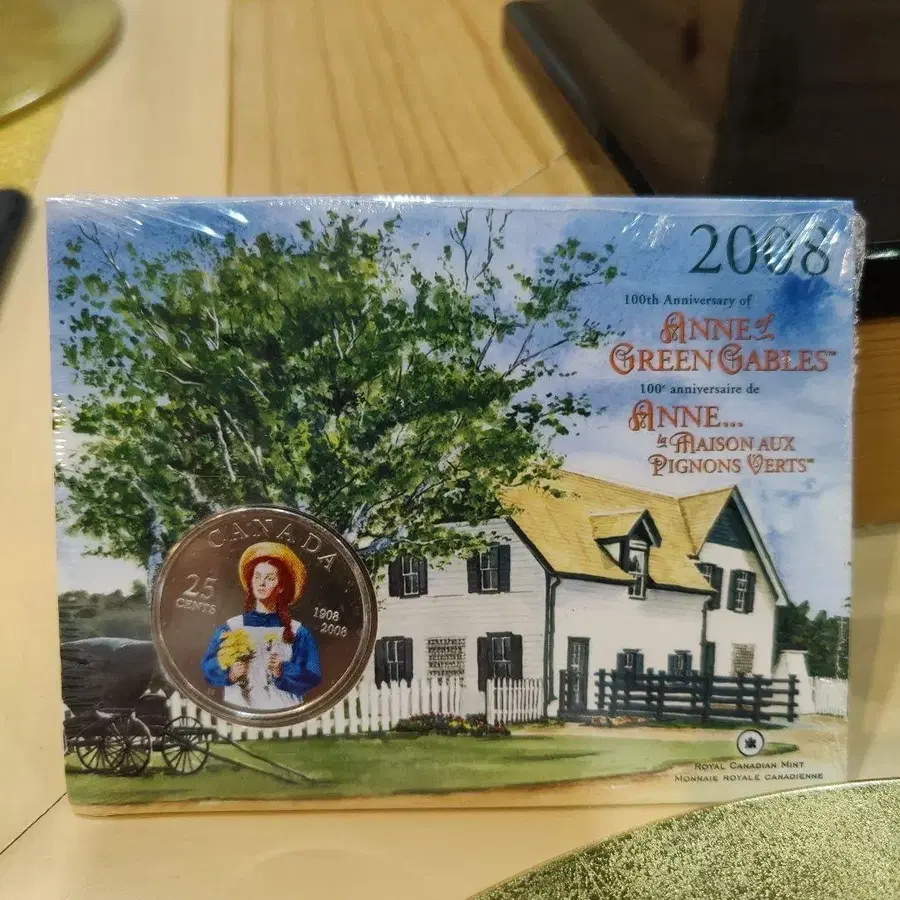 2008
100th Anniversary of
ANNE of
GREEN GABLES™
100e anniversaire de
ANNE...
la MAISON AUX
PIGNONS VERTS™
CANADA
25
CENTS
1908
2008
ROYAL CANADIAN MINT
MONNAIE ROYALE CANADIENNE